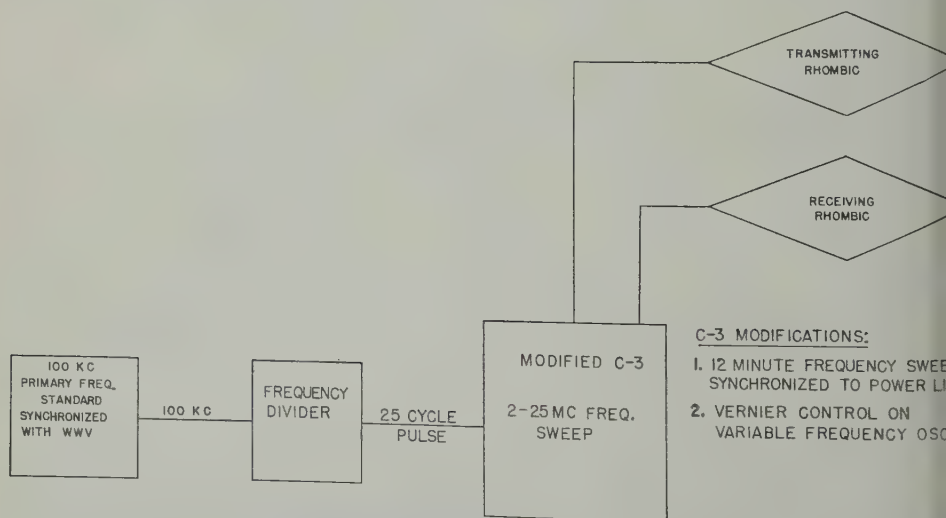 TRANSMITTING
RHOMBIC
RECEIVING
RHOMBIC
100 KC
PRIMARY FREQ.
STANDARD
SYNCHRONIZED
WITH WWV
100 KC
FREQUENCY
DIVIDER
25 CYCLE
PULSE
MODIFIED C-3
2-25 MC FREQ.
SWEEP
C-3 MODIFICATIONS:
1. 12 MINUTE FREQUENCY
SYNCHRONIZED TO POWER
2. VERNIER CONTROL ON
VARIABLE FREQUENCY